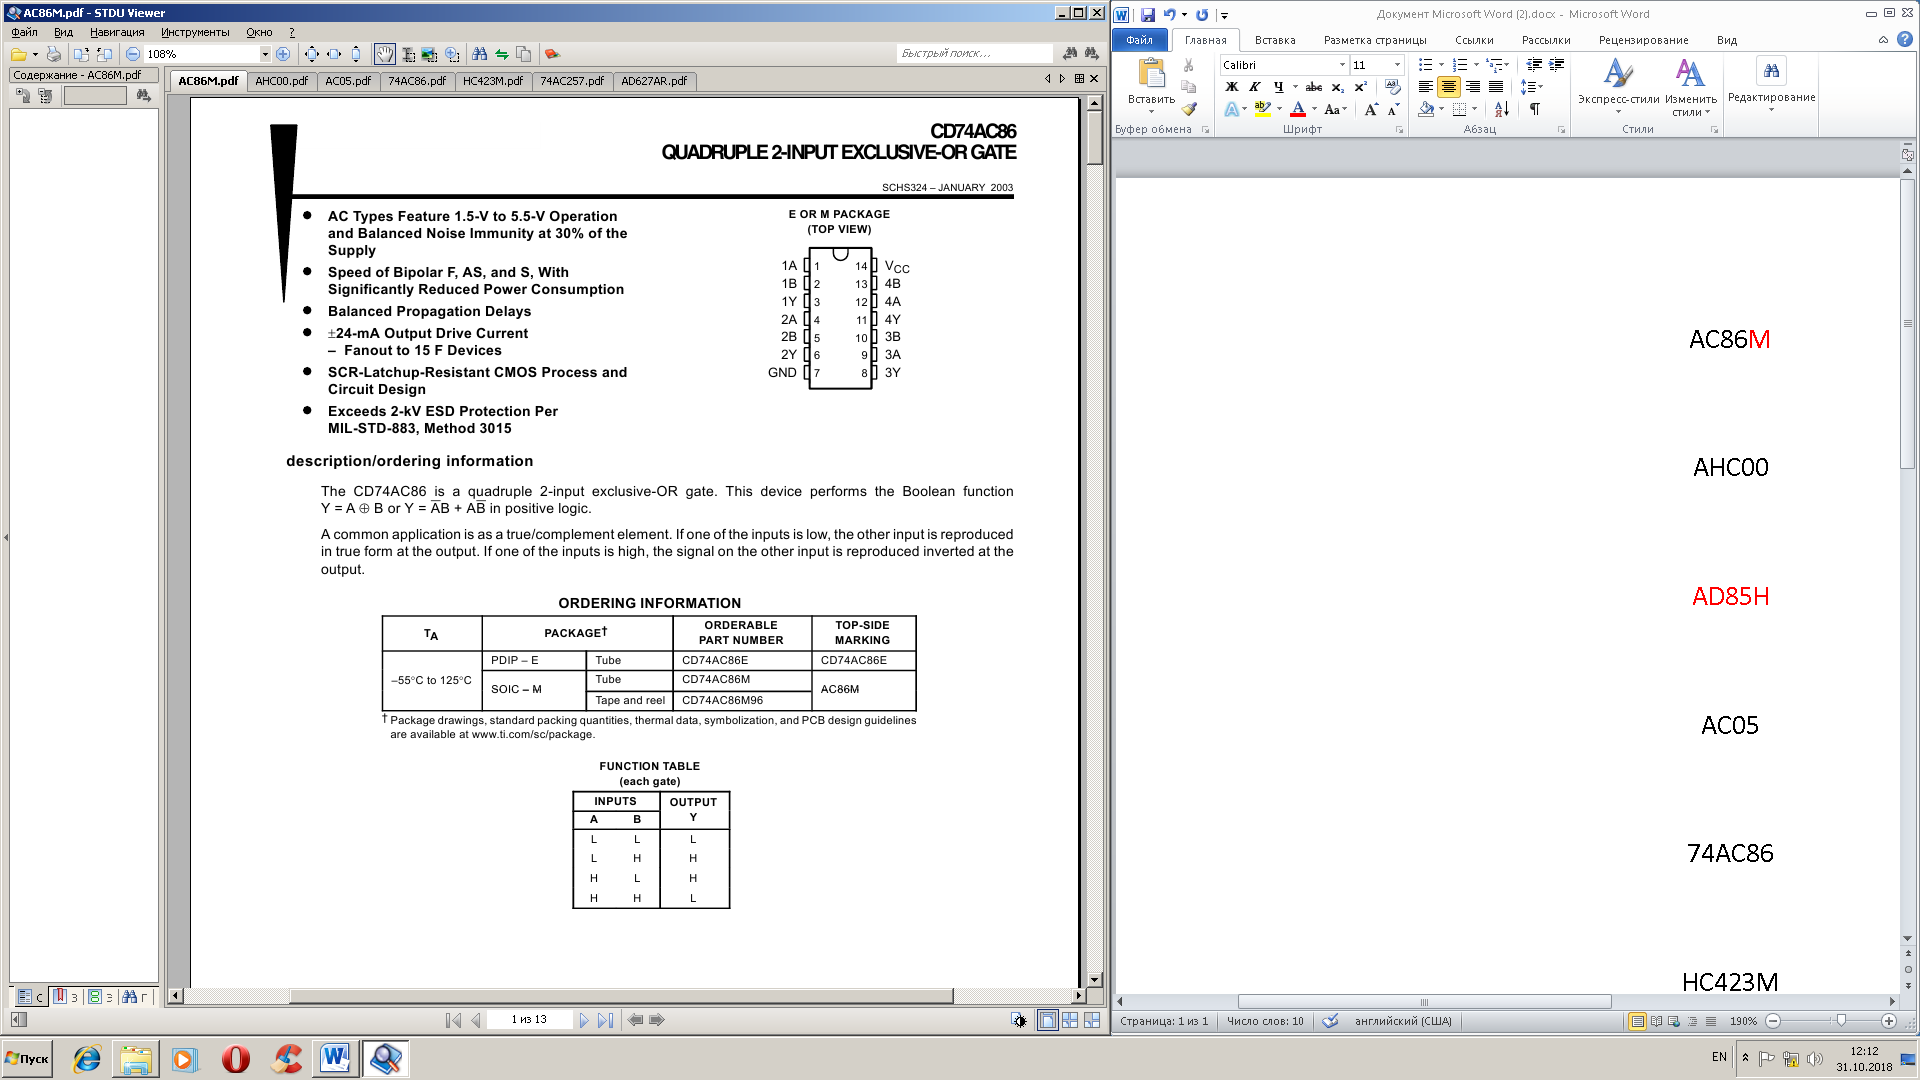 AC86M.pdf - STDU Viewer
Файл Вид Навигация Инструменты Окно ?
108%
Быстрый поиск...
Содержание - AC86M.pdf
AC86M.pdf AHC00.pdf AC05.pdf 74AC86.pdf HC423M.pdf 74AC257.pdf AD627AR.pdf
CD74AC86
QUADRUPLE 2-INPUT EXCLUSIVE-OR GATE
SCHS324 – JANUARY 2003
● AC Types Feature 1.5-V to 5.5-V Operation
and Balanced Noise Immunity at 30% of the
Supply
● Speed of Bipolar F, AS, and S, With
Significantly Reduced Power Consumption
● Balanced Propagation Delays
● ±24-mA Output Drive Current
– Fanout to 15 F Devices
● SCR-Latchup-Resistant CMOS Process and
Circuit Design
● Exceeds 2-kV ESD Protection Per
MIL-STD-883, Method 3015
E OR M PACKAGE
(TOP VIEW)
1A 1 14 VCC
1B 2 13 4B
1Y 3 12 4A
2A 4 11 4Y
2B 5 10 3B
2Y 6 9 3A
GND 7 8 3Y
description/ordering information
The CD74AC86 is a quadruple 2-input exclusive-OR gate. This device performs the Boolean function
Y = A ⊕ B or Y = A̅B + AB̅ in positive logic.
A common application is as a true/complement element. If one of the inputs is low, the other input is reproduced
in true form at the output. If one of the inputs is high, the signal on the other input is reproduced inverted at the
output.
ORDERING INFORMATION
TA PACKAGE† ORDERABLE PART NUMBER TOP-SIDE MARKING
–55°C to 125°C PDIP – E Tube CD74AC86E CD74AC86E
SOIC – M Tube CD74AC86M AC86M
Tape and reel CD74AC86M96
† Package drawings, standard packing quantities, thermal data, symbolization, and PCB design guidelines
are available at www.ti.com/sc/package.
FUNCTION TABLE
(each gate)
INPUTS OUTPUT
A B Y
L L L
L H H
H L H
H H L
С З Э Г
1 из 13
Документ Microsoft Word (2).docx - Microsoft Word
Файл Главная Вставка Разметка страницы Ссылки Рассылки Рецензирование Вид
Вставить
Calibri 11
Ж К Ч abc x₂ x²
A A Aa A A
Экспресс-стили Изменить стили
Редактирование
Буфер обмена Шрифт Абзац Стили
AC86M
AHC00
AD85H
AC05
74AC86
HC423M
Страница: 1 из 1 Число слов: 10 английский (США) 190%
Пуск
EN
12:12
31.10.2018